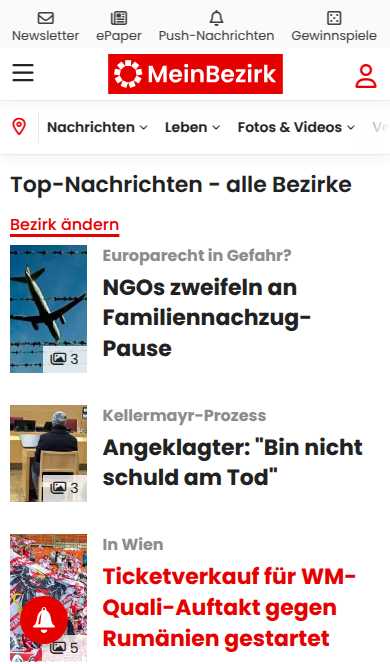 Newsletter ePaper Push-Nachrichten Gewinnspiele
MeinBezirk
Nachrichten Leben Fotos & Videos Ve
Top-Nachrichten - alle Bezirke
Bezirk ändern
Europarecht in Gefahr?
NGOs zweifeln an
Familiennachzug-
Pause
3
Kellermayr-Prozess
Angeklagter: "Bin nicht
schuld am Tod"
3
In Wien
Ticketverkauf für WM-
Quali-Auftakt gegen
Rumänien gestartet
5